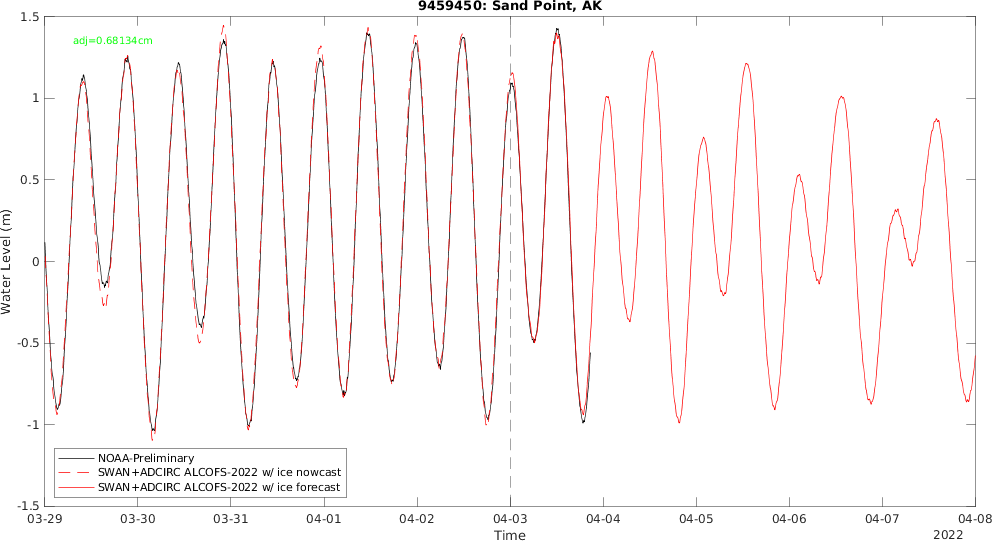 9459450: Sand Point, AK
adj=0.68134cm
1.5
1
0.5
0
-0.5
-1
-1.5
Water Level (m)
NOAA-Preliminary
SWAN+ADCIRC ALCOFS-2022 w/ ice nowcast
SWAN+ADCIRC ALCOFS-2022 w/ ice forecast
03-29 03-30 03-31 04-01 04-02 04-03 04-04 04-05 04-06 04-07 04-08
Time
2022